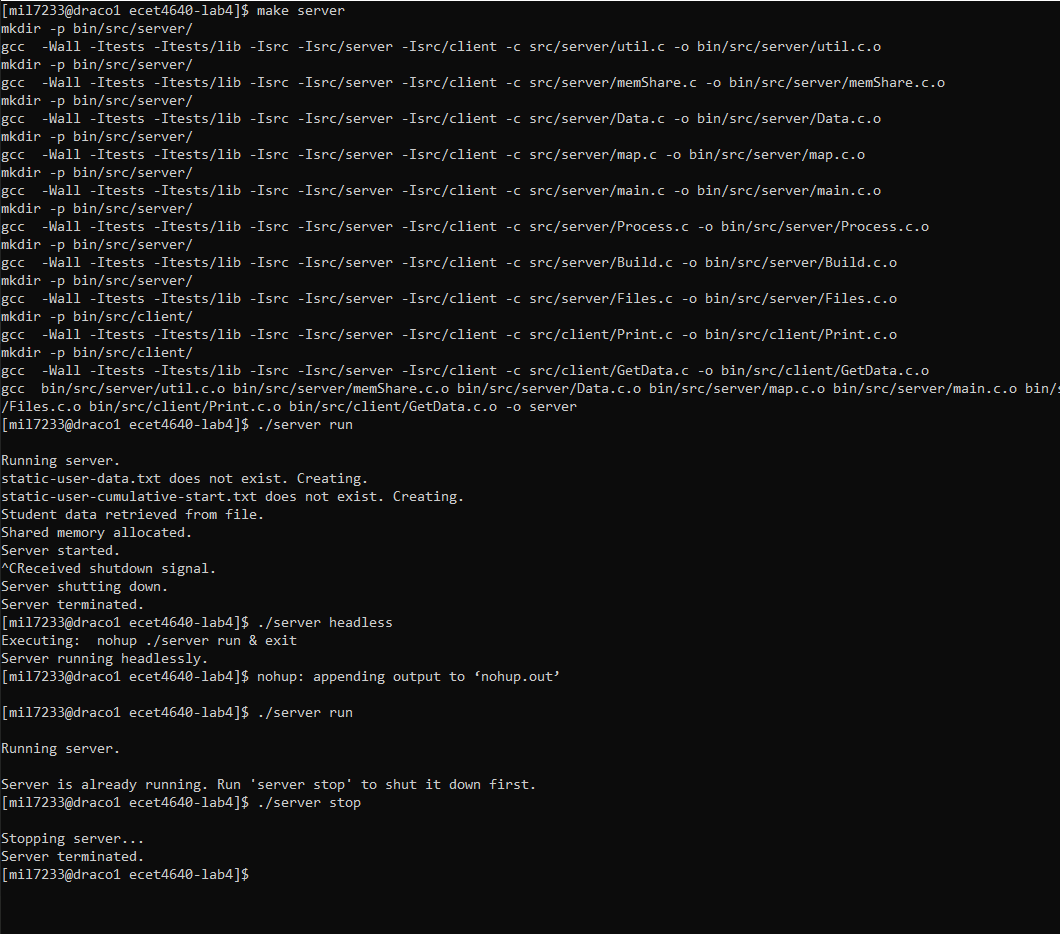 [mil7233@draco1 ecet4640-lab4]$ make server
mkdir -p bin/src/server/
gcc  -Wall -Itests -Itests/lib -Isrc -Isrc/server -Isrc/client -c src/server/util.c -o bin/src/server/util.c.o
mkdir -p bin/src/server/
gcc  -Wall -Itests -Itests/lib -Isrc -Isrc/server -Isrc/client -c src/server/memShare.c -o bin/src/server/memShare.c.o
mkdir -p bin/src/server/
gcc  -Wall -Itests -Itests/lib -Isrc -Isrc/server -Isrc/client -c src/server/Data.c -o bin/src/server/Data.c.o
mkdir -p bin/src/server/
gcc  -Wall -Itests -Itests/lib -Isrc -Isrc/server -Isrc/client -c src/server/map.c -o bin/src/server/map.c.o
mkdir -p bin/src/server/
gcc  -Wall -Itests -Itests/lib -Isrc -Isrc/server -Isrc/client -c src/server/main.c -o bin/src/server/main.c.o
mkdir -p bin/src/server/
gcc  -Wall -Itests -Itests/lib -Isrc -Isrc/server -Isrc/client -c src/server/Process.c -o bin/src/server/Process.c.o
mkdir -p bin/src/server/
gcc  -Wall -Itests -Itests/lib -Isrc -Isrc/server -Isrc/client -c src/server/Build.c -o bin/src/server/Build.c.o
mkdir -p bin/src/server/
gcc  -Wall -Itests -Itests/lib -Isrc -Isrc/server -Isrc/client -c src/server/Files.c -o bin/src/server/Files.c.o
mkdir -p bin/src/client/
gcc  -Wall -Itests -Itests/lib -Isrc -Isrc/server -Isrc/client -c src/client/Print.c -o bin/src/client/Print.c.o
mkdir -p bin/src/client/
gcc  -Wall -Itests -Itests/lib -Isrc -Isrc/server -Isrc/client -c src/client/GetData.c -o bin/src/client/GetData.c.o
gcc  bin/src/server/util.c.o bin/src/server/memShare.c.o bin/src/server/Data.c.o bin/src/server/map.c.o bin/src/server/main.c.o bin/s
/Files.c.o bin/src/client/Print.c.o bin/src/client/GetData.c.o -o server
[mil7233@draco1 ecet4640-lab4]$ ./server run
Running server.
static-user-data.txt does not exist. Creating.
static-user-cumulative-start.txt does not exist. Creating.
Student data retrieved from file.
Shared memory allocated.
Server started.
^CReceived shutdown signal.
Server shutting down.
Server terminated.
[mil7233@draco1 ecet4640-lab4]$ ./server headless
Executing:  nohup ./server run & exit
Server running headlessly.
[mil7233@draco1 ecet4640-lab4]$ nohup: appending output to ‘nohup.out’
[mil7233@draco1 ecet4640-lab4]$ ./server run
Running server.
Server is already running. Run 'server stop' to shut it down first.
[mil7233@draco1 ecet4640-lab4]$ ./server stop
Stopping server...
Server terminated.
[mil7233@draco1 ecet4640-lab4]$